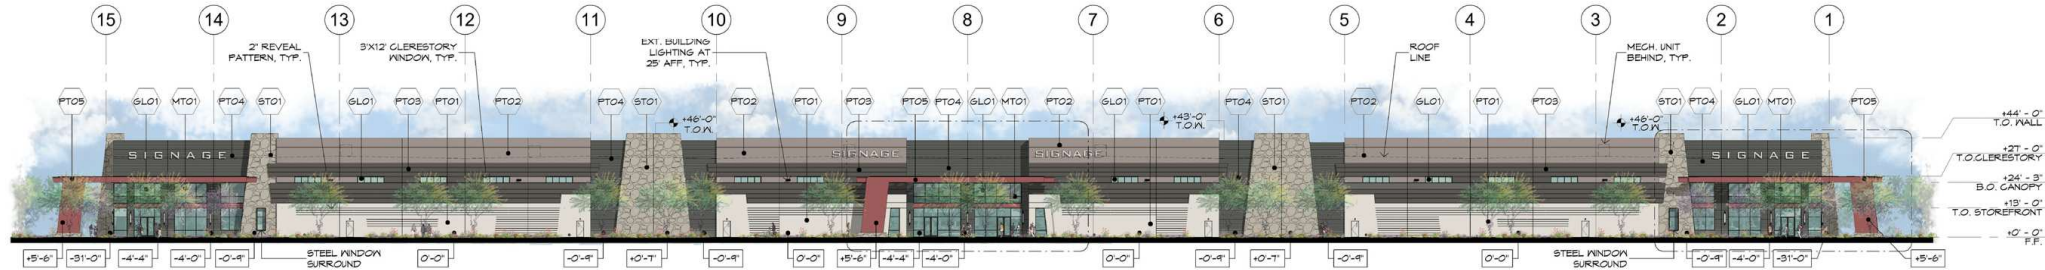 15 14 13 12 11 10 9 8 7 6 5 4 3 2 1
2" REVEAL
PATTERN, TYP.
3'X12' CLERESTORY
WINDOW, TYP.
EXT. BUILDING
LIGHTING AT
25' AFF, TYP.
ROOF
LINE
MECH. UNIT
BEHIND, TYP.
PT05 GL01 MT01 PT04 ST01 GL01 PT03 PT01 PT02 PT04 ST01 PT02 PT01 PT03 PT05 PT04 GL01 MT01 PT02 GL01 PT01 PT04 ST01 PT02 GL01 PT01 PT03 ST01 PT04 GL01 MT01 PT05
+46'-0"
T.O.W.
+43'-0"
T.O.W.
+46'-0"
T.O.W.
+44' - 0"
T.O. WALL
+27' - 0"
T.O.CLERESTORY
+24' - 3"
B.O. CANOPY
+13' - 0"
T.O. STOREFRONT
+0' - 0"
F.F.
SIGNAGE SIGNAGE SIGNAGE SIGNAGE
+5'-6" -31'-0" -4'-4" -4'-0" -0'-9"
STEEL WINDOW
SURROUND
0'-0" -0'-9" +0'-7" -0'-9" 0'-0" +5'-6" -4'-4" -4'-0" 0'-0" -0'-9" +0'-7" -0'-9" 0'-0"
STEEL WINDOW
SURROUND
-0'-9" -4'-0" -31'-0" +5'-6"